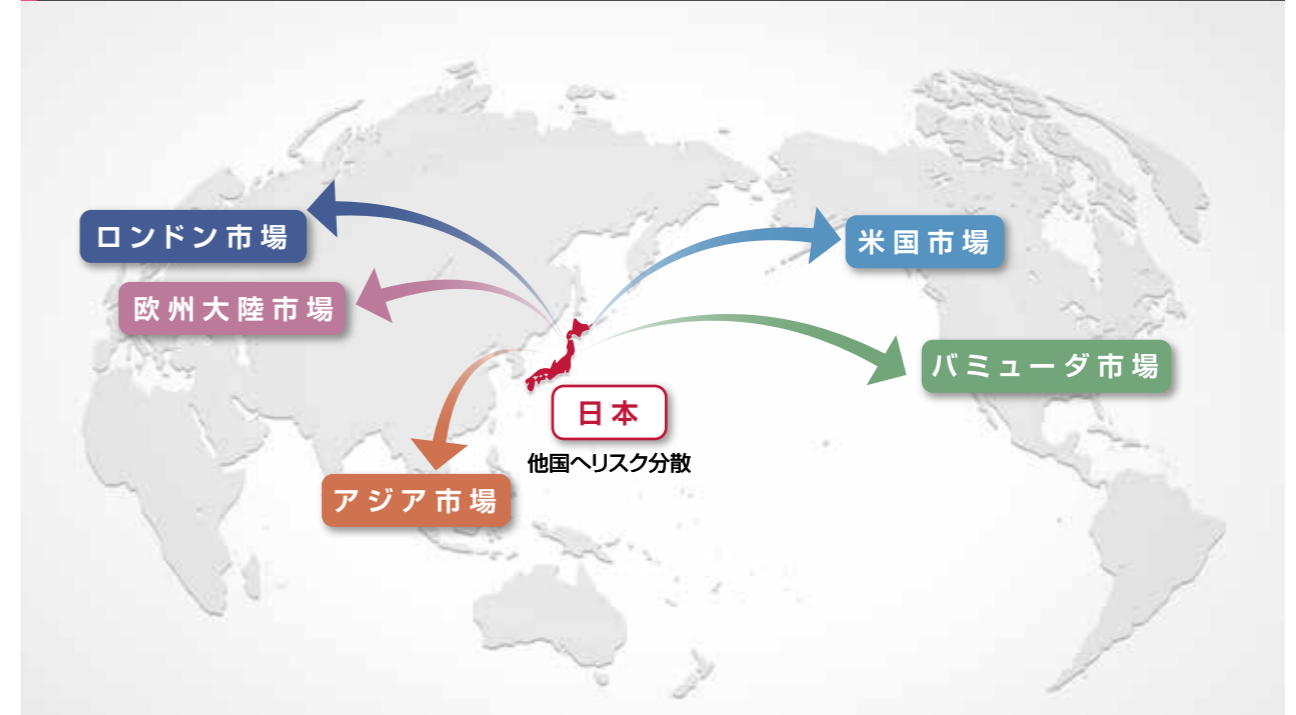 ロンドン市場
米国市場
欧州大陸市場
バミューダ市場
日本
他国へリスク分散
アジア市場